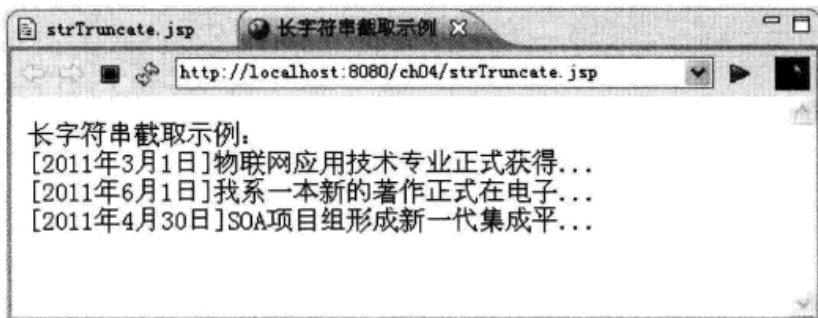 strTruncate.jsp
长字符串截取示例
http://localhost:8080/ch04/strTruncate.jsp
长字符串截取示例：
[2011年3月1日]物联网应用技术专业正式获得...
[2011年6月1日]我系一本新的著作正式在电子...
[2011年4月30日]SOA项目组形成新一代集成平...